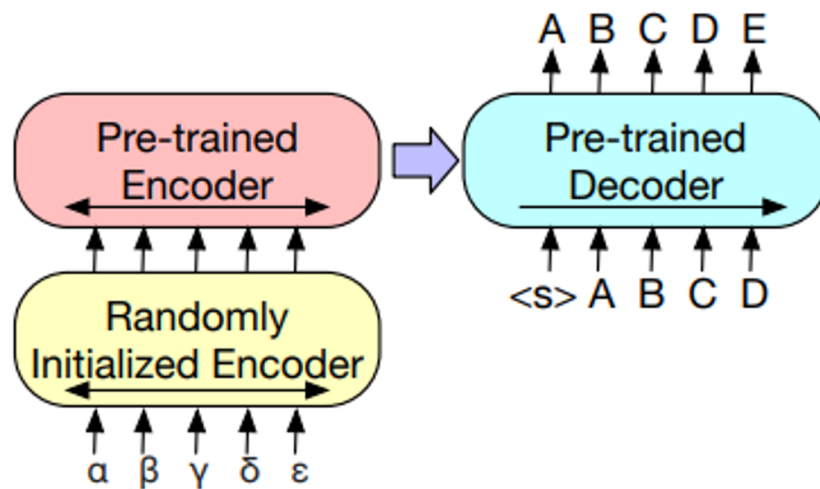 A B C D E
Pre-trained
Encoder
Pre-trained
Decoder
<s> A B C D
Randomly
Initialized Encoder
α β γ δ ε